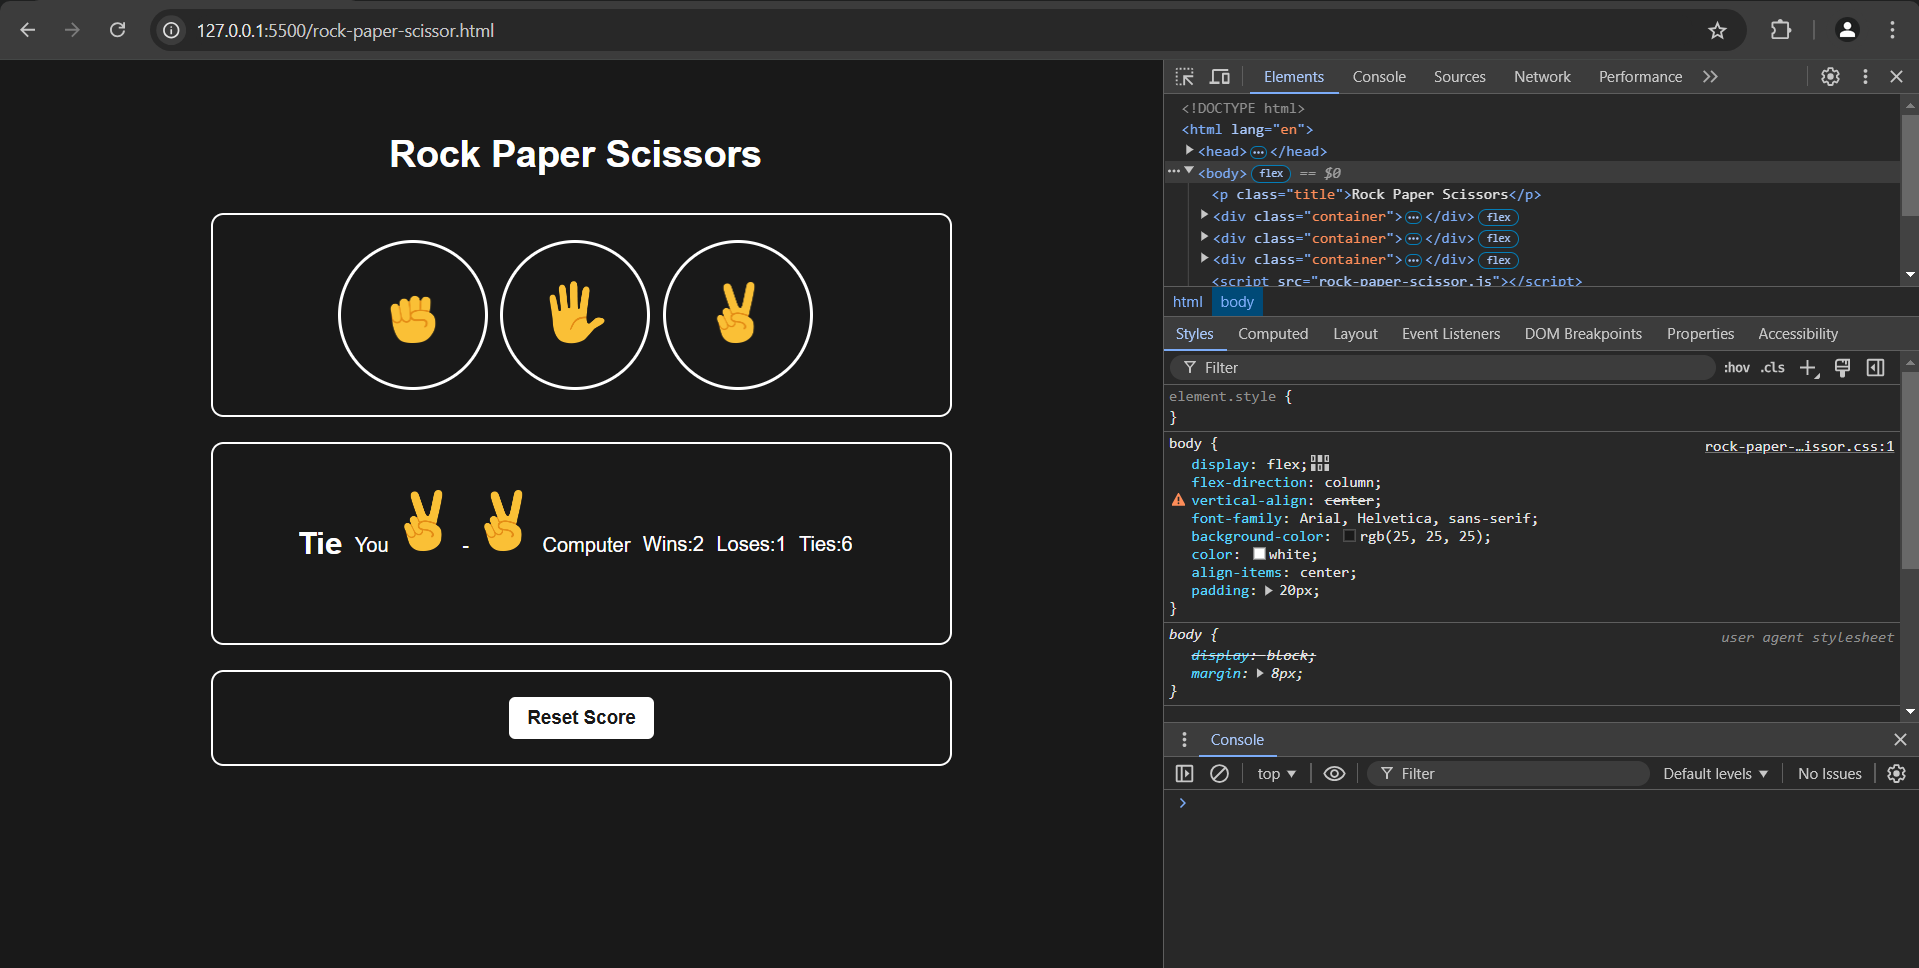 127.0.0.1:5500/rock-paper-scissor.html
Rock Paper Scissors
Tie You - Computer Wins:2 Loses:1 Ties:6
Reset Score
Elements Console Sources Network Performance
<!DOCTYPE html>
<html lang="en">
<head> ⋯ </head>
⋯ <body> flex == $0
<p class="title">Rock Paper Scissors</p>
<div class="container"> ⋯ </div> flex
<div class="container"> ⋯ </div> flex
<div class="container"> ⋯ </div> flex
<script src="rock-paper-scissor.js"></script>
html body
Styles Computed Layout Event Listeners DOM Breakpoints Properties Accessibility
Filter :hov .cls
element.style {
}
body { rock-paper-…issor.css:1
display: flex;
flex-direction: column;
vertical-align: center;
font-family: Arial, Helvetica, sans-serif;
background-color: rgb(25, 25, 25);
color: white;
align-items: center;
padding: 20px;
}
body { user agent stylesheet
display: block;
margin: 8px;
}
Console
top Filter Default levels No Issues